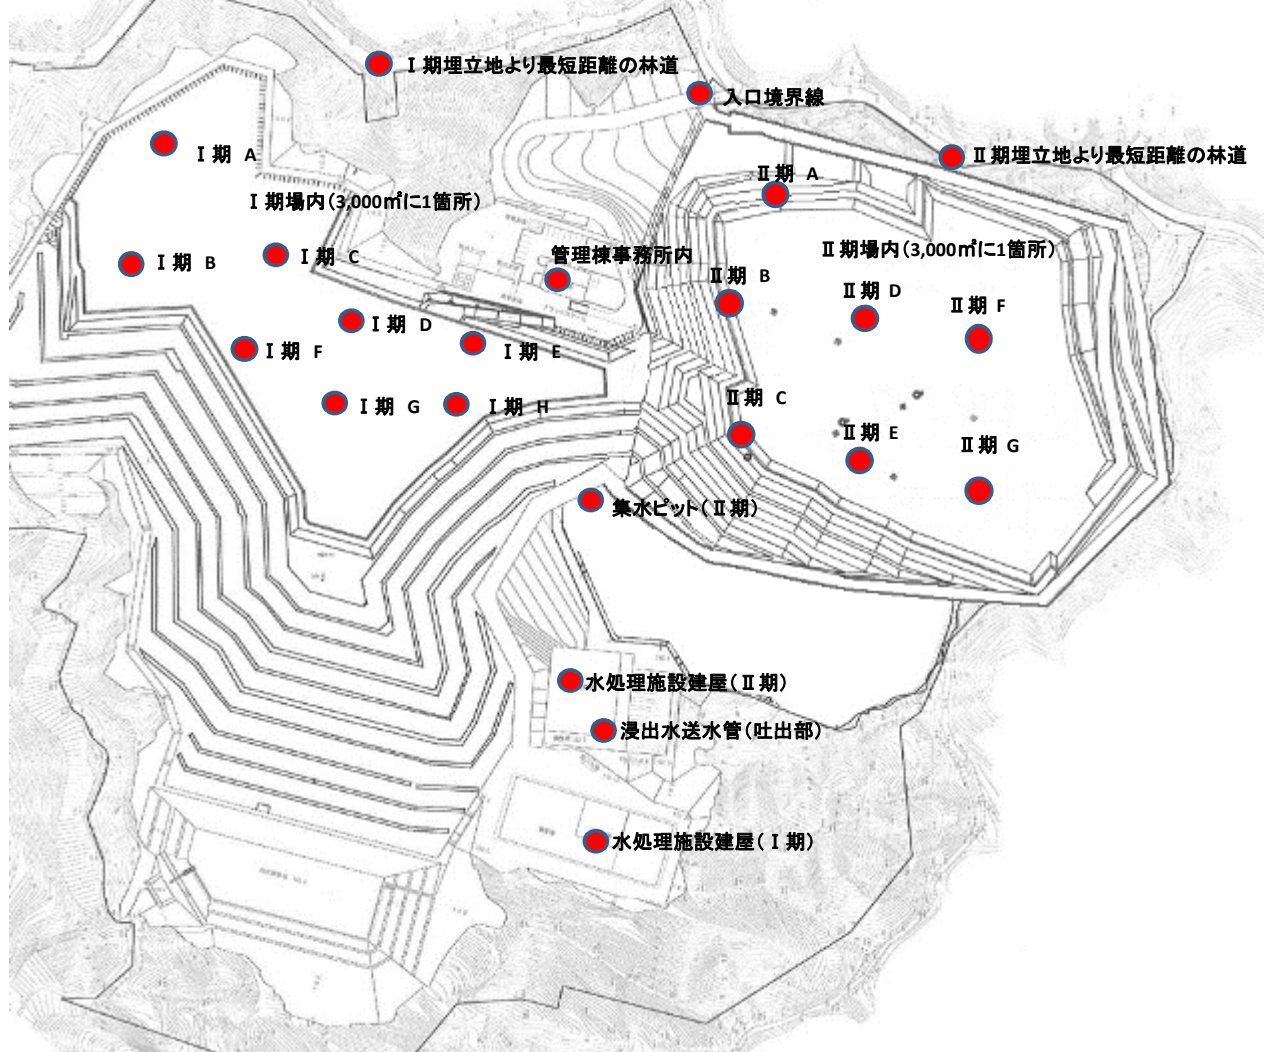 Ⅰ期埋立地より最短距離の林道
入口境界線
Ⅰ期 A
Ⅱ期埋立地より最短距離の林道
Ⅱ期 A
Ⅰ期場内(3,000㎡に1箇所)
Ⅰ期 B
Ⅰ期 C
管理棟事務所内
Ⅱ期場内(3,000㎡に1箇所)
Ⅱ期 B
Ⅱ期 D
Ⅱ期 F
Ⅰ期 D
Ⅰ期 F
Ⅰ期 E
Ⅰ期 G
Ⅰ期 H
Ⅱ期 C
Ⅱ期 E
Ⅱ期 G
集水ピット(Ⅱ期)
水処理施設建屋(Ⅱ期)
浸出水送水管(吐出部)
水処理施設建屋(Ⅰ期)